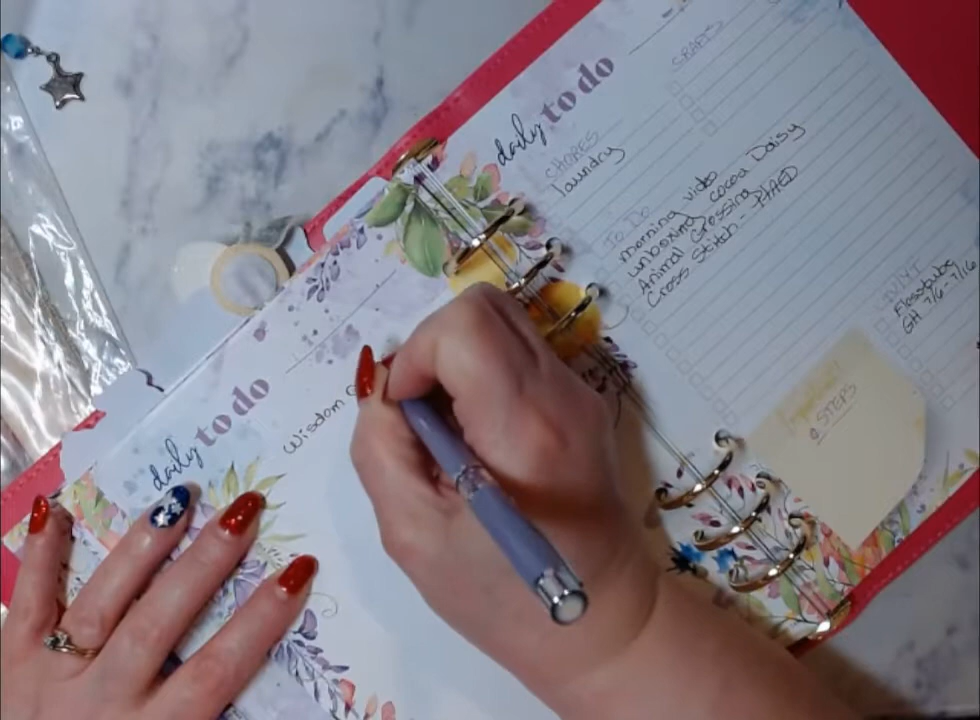 daily to do
Wisdom
daily to do
CHORES
laundry
CRAFTS
To Do
morning video
unboxing cocoa Daisy
Animal Crossing
Cross Stitch - PHAED
Flosstube
GH 7/6-7/16
STEPS